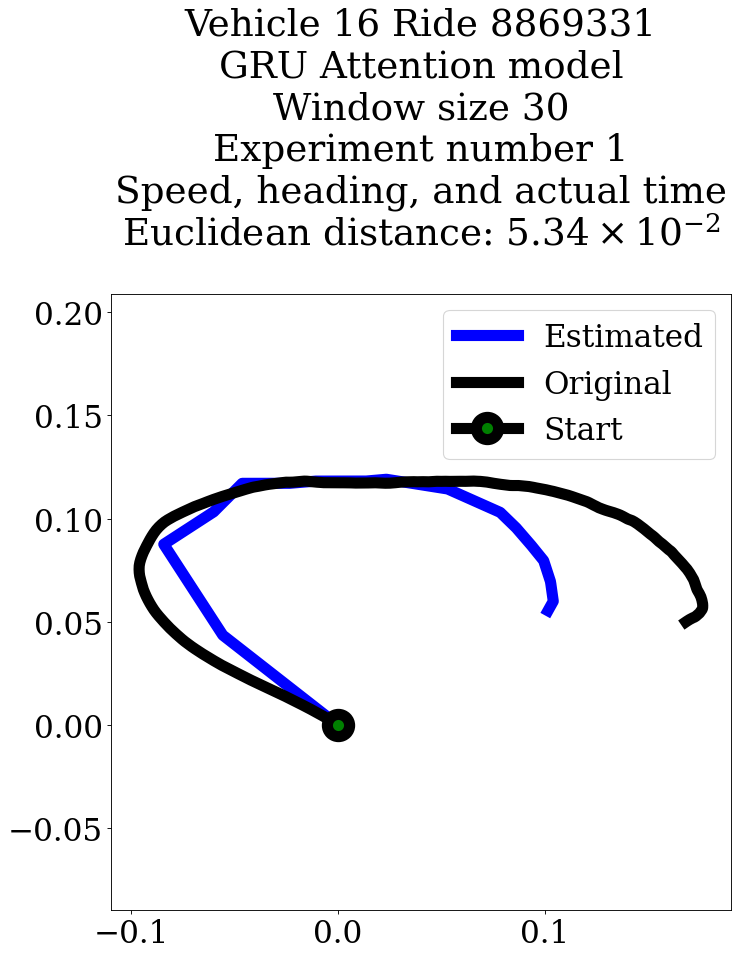 Vehicle 16 Ride 8869331
GRU Attention model
Window size 30
Experiment number 1
Speed, heading, and actual time
Euclidean distance: 5.34 × 10⁻²
Estimated
Original
Start
0.20
0.15
0.10
0.05
0.00
−0.05
−0.1 0.0 0.1